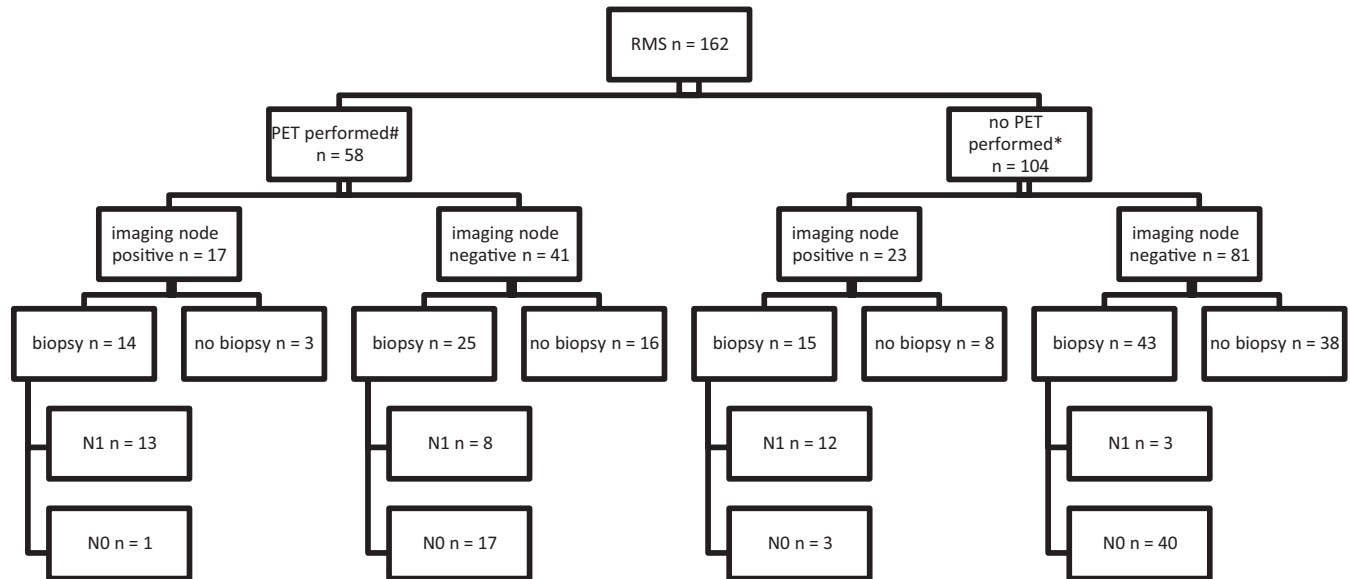 RMS n = 162
PET performed#
n = 58
no PET
performed*
n = 104
imaging node
positive n = 17
imaging node
negative n = 41
imaging node
positive n = 23
imaging node
negative n = 81
biopsy n = 14
no biopsy n = 3
biopsy n = 25
no biopsy n = 16
biopsy n = 15
no biopsy n = 8
biopsy n = 43
no biopsy n = 38
N1 n = 13
N1 n = 8
N1 n = 12
N1 n = 3
N0 n = 1
N0 n = 17
N0 n = 3
N0 n = 40